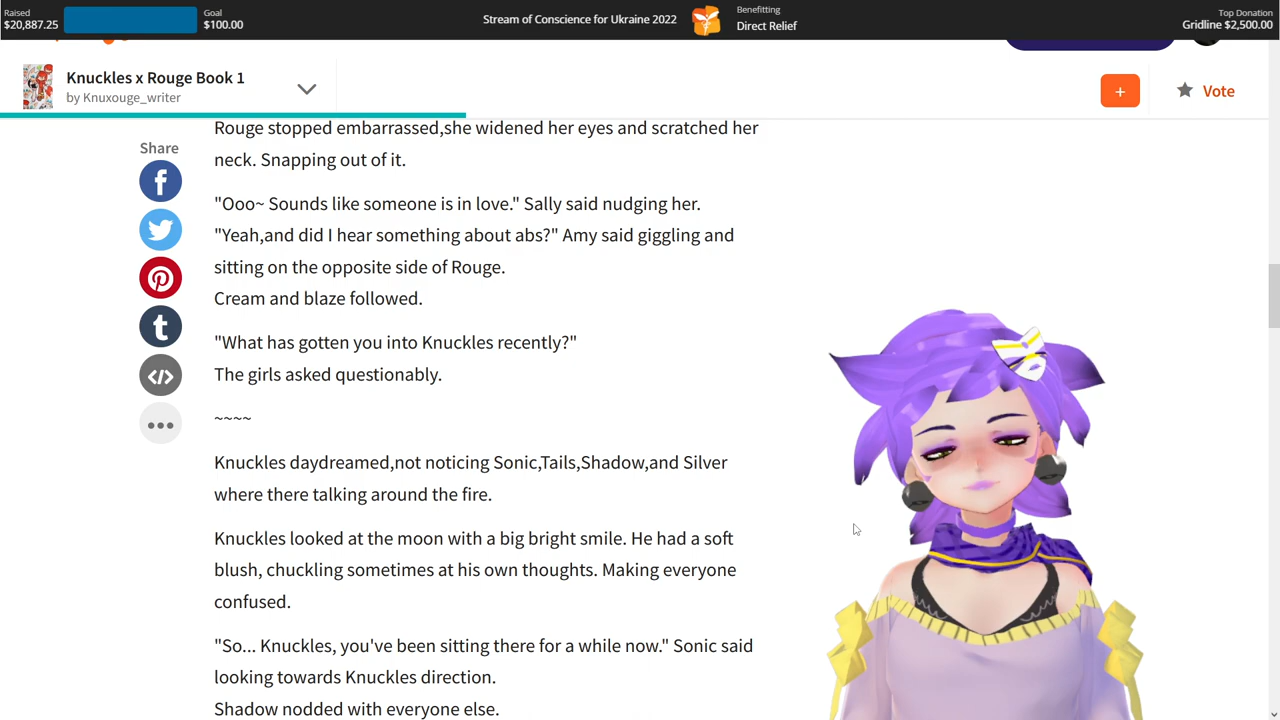 Raised
$20,887.25
Goal
$100.00
Stream of Conscience for Ukraine 2022
Benefitting
Direct Relief
Top Donation
Gridline $2,500.00
Knuckles x Rouge Book 1
by Knuxouge_writer
+
Vote
Share
Rouge stopped embarrassed,she widened her eyes and scratched her
neck. Snapping out of it.
"Ooo~ Sounds like someone is in love." Sally said nudging her.
"Yeah,and did I hear something about abs?" Amy said giggling and
sitting on the opposite side of Rouge.
Cream and blaze followed.
"What has gotten you into Knuckles recently?"
The girls asked questionably.
~~~~
Knuckles daydreamed,not noticing Sonic,Tails,Shadow,and Silver
where there talking around the fire.
Knuckles looked at the moon with a big bright smile. He had a soft
blush, chuckling sometimes at his own thoughts. Making everyone
confused.
"So... Knuckles, you've been sitting there for a while now." Sonic said
looking towards Knuckles direction.
Shadow nodded with everyone else.